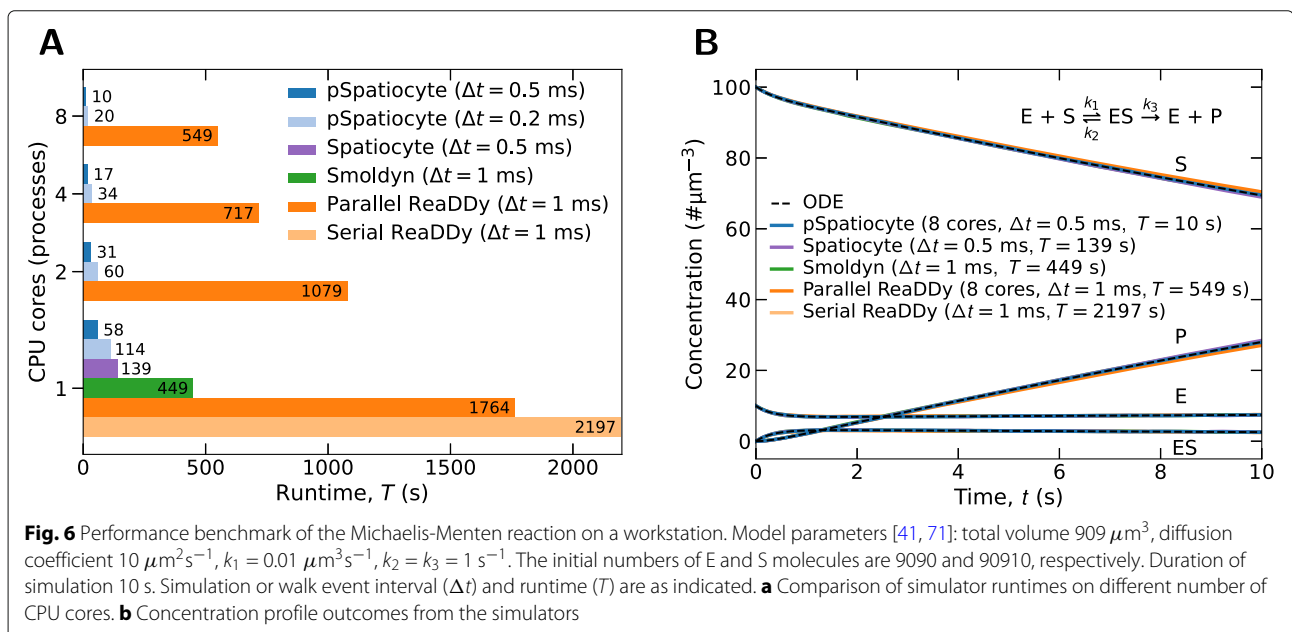 A
CPU cores (processes)
8
4
2
1
10
20
549
17
34
717
31
60
1079
58
114
139
449
1764
2197
pSpatiocyte (Δt = 0.5 ms)
pSpatiocyte (Δt = 0.2 ms)
Spatiocyte (Δt = 0.5 ms)
Smoldyn (Δt = 1 ms)
Parallel ReaDDy (Δt = 1 ms)
Serial ReaDDy (Δt = 1 ms)
0 500 1000 1500 2000
Runtime, T (s)
B
Concentration (#μm⁻³)
100
80
60
40
20
0
E + S ⇌ ES → E + P
k₁
k₂
k₃
S
ODE
pSpatiocyte (8 cores, Δt = 0.5 ms, T = 10 s)
Spatiocyte (Δt = 0.5 ms, T = 139 s)
Smoldyn (Δt = 1 ms, T = 449 s)
Parallel ReaDDy (8 cores, Δt = 1 ms, T = 549 s)
Serial ReaDDy (Δt = 1 ms, T = 2197 s)
P
E
ES
0 2 4 6 8 10
Time, t (s)
Fig. 6 Performance benchmark of the Michaelis-Menten reaction on a workstation. Model parameters [41, 71]: total volume 909 μm³, diffusion
coefficient 10 μm²s⁻¹, k₁ = 0.01 μm³s⁻¹, k₂ = k₃ = 1 s⁻¹. The initial numbers of E and S molecules are 9090 and 90910, respectively. Duration of
simulation 10 s. Simulation or walk event interval (Δt) and runtime (T) are as indicated. a Comparison of simulator runtimes on different number of
CPU cores. b Concentration profile outcomes from the simulators